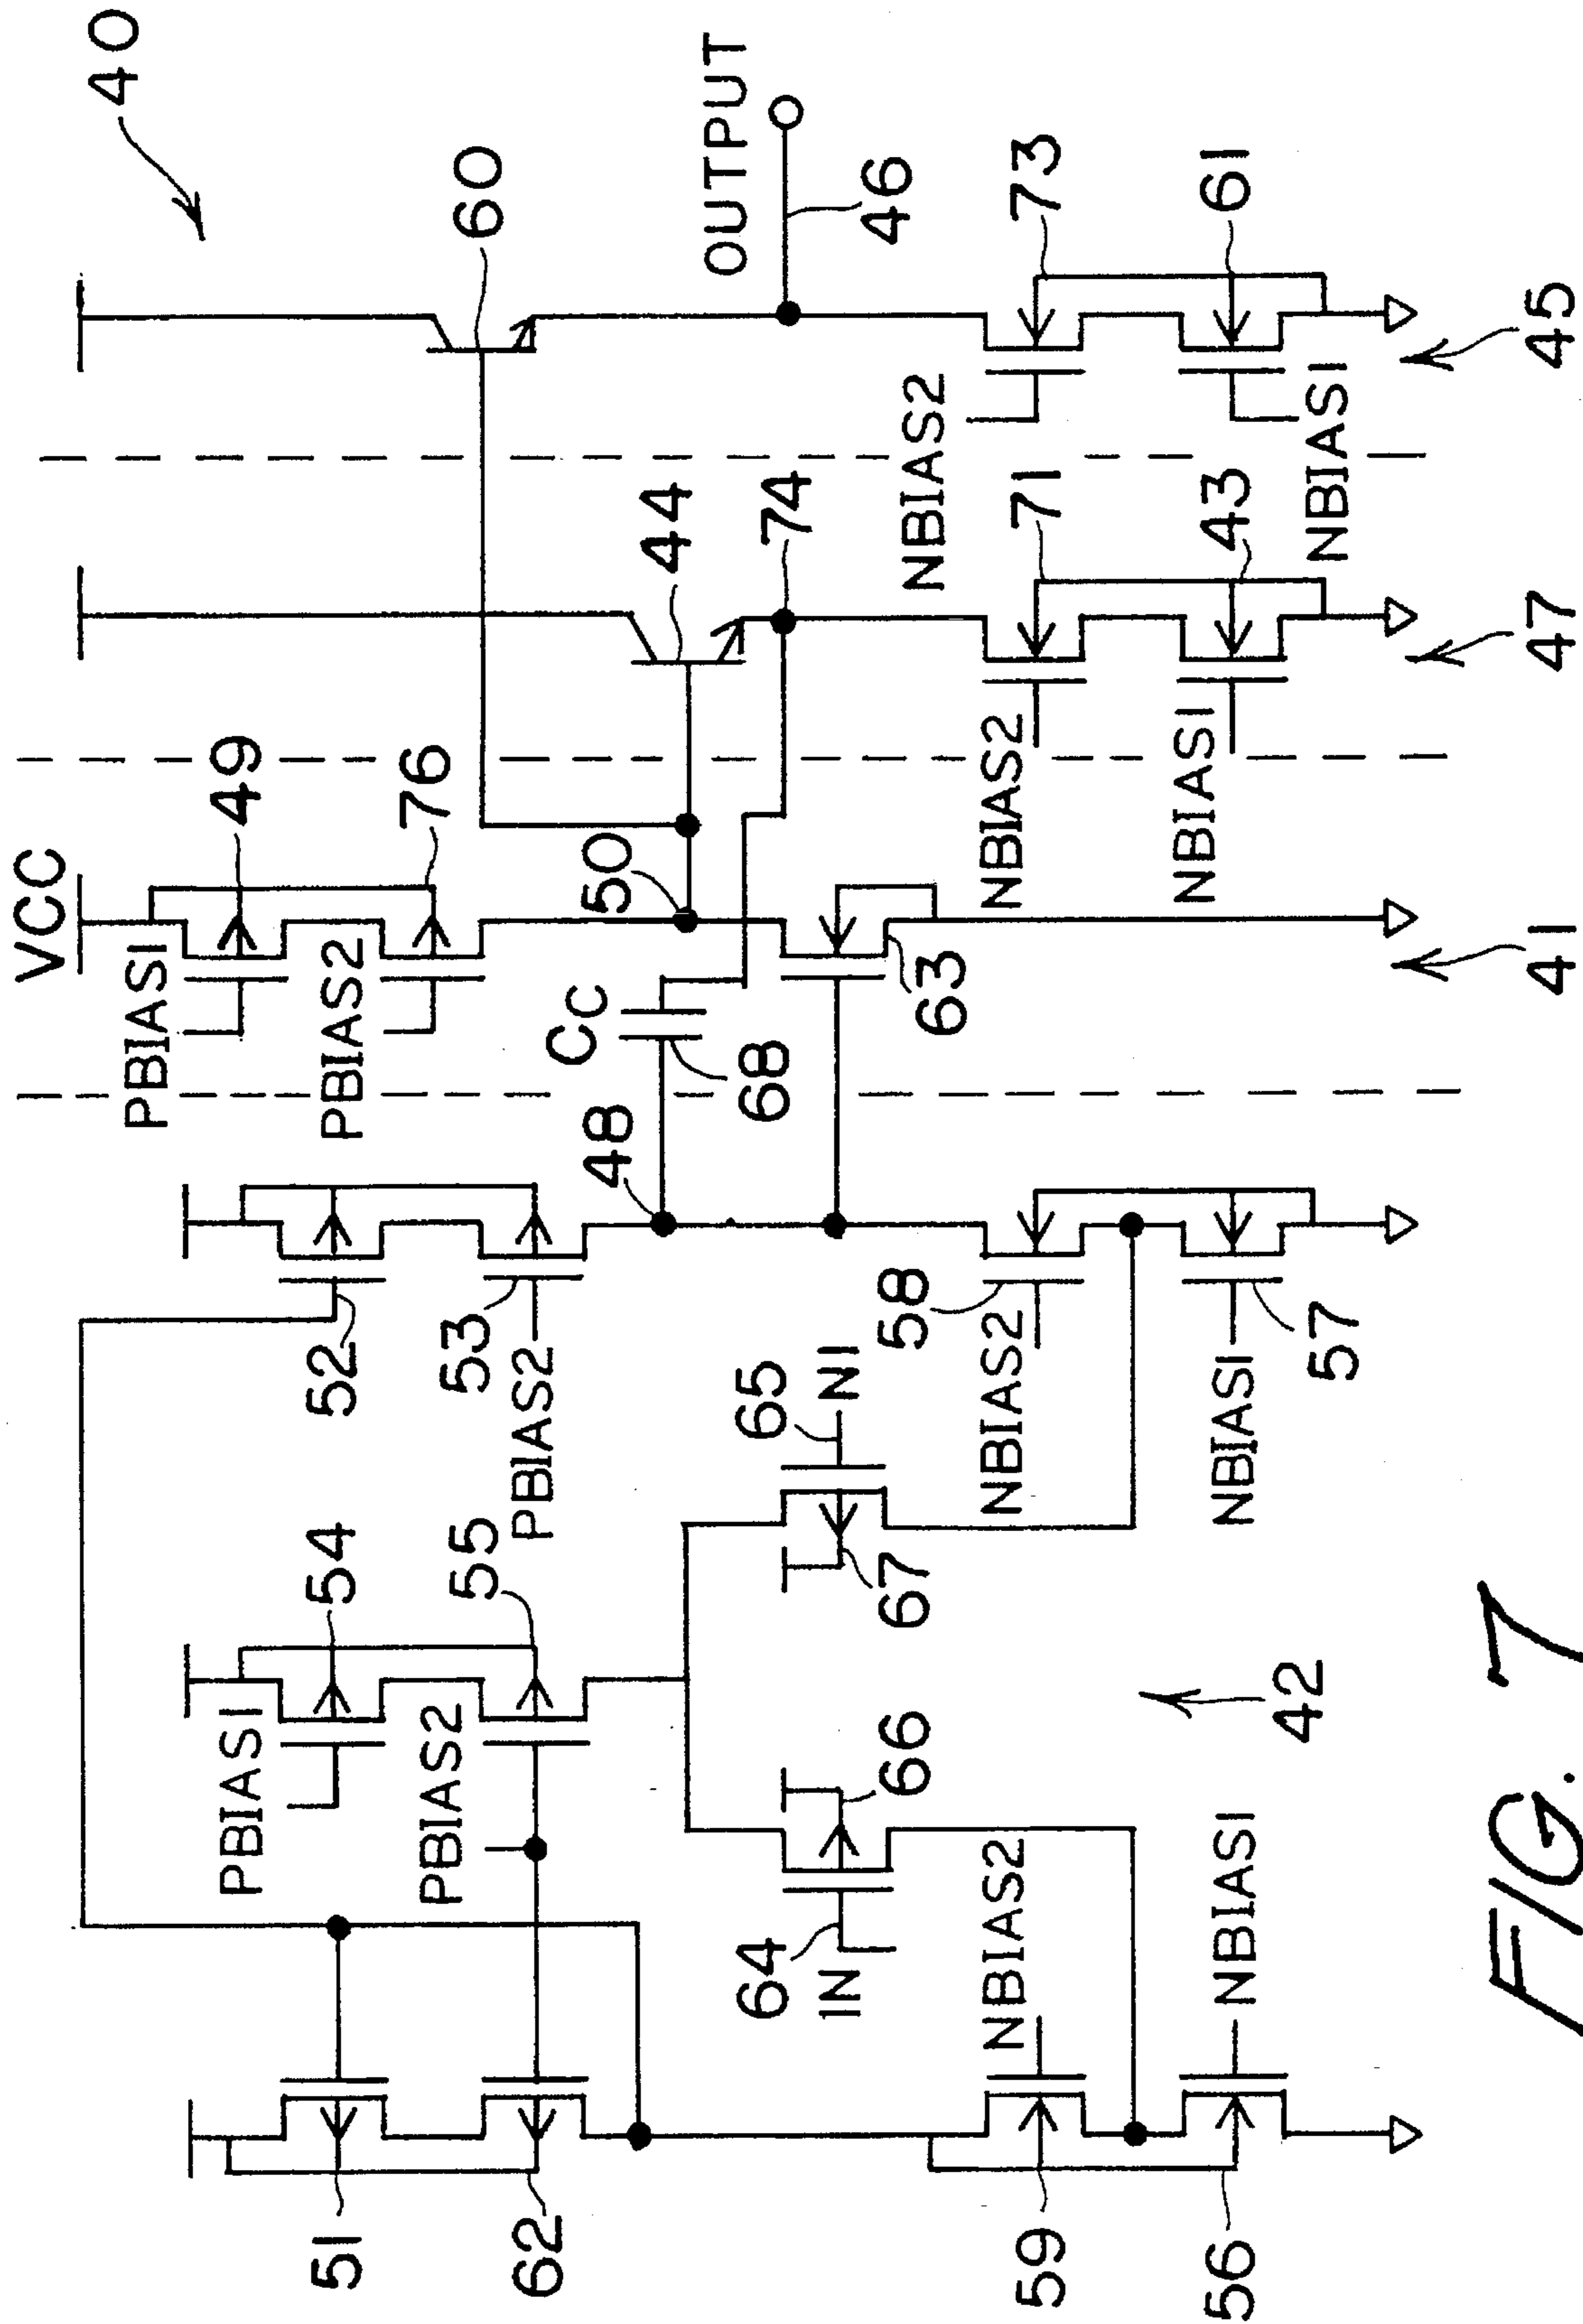 40
VCC
PBIAS1
49
60
54
PBIAS1
51
52
PBIAS2
76
PBIAS2
55
62
53
PBIAS2
48
CC
50
44
OUTPUT
68
74
46
64
IN
66
67
65
NI
63
59
NBIAS2
NBIAS2
58
NBIAS2
71
NBIAS2
73
56
NBIAS1
NBIAS1
57
NBIAS1
43
NBIAS1
61
42
41
47
45
FIG. 7